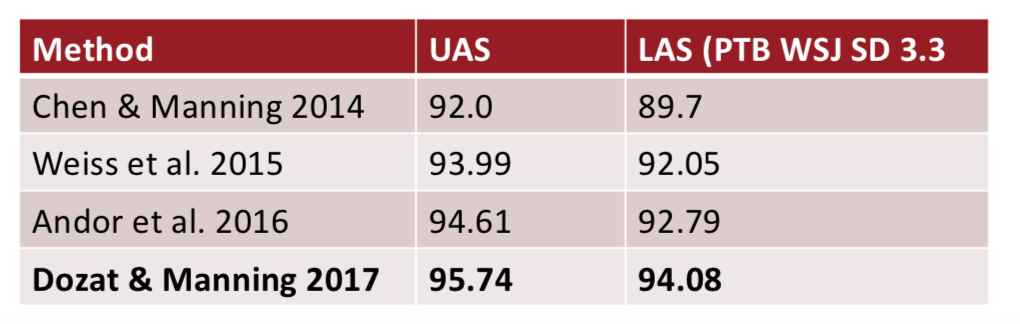 Method UAS LAS (PTB WSJ SD 3.3
Chen & Manning 2014 92.0 89.7
Weiss et al. 2015 93.99 92.05
Andor et al. 2016 94.61 92.79
Dozat & Manning 2017 95.74 94.08